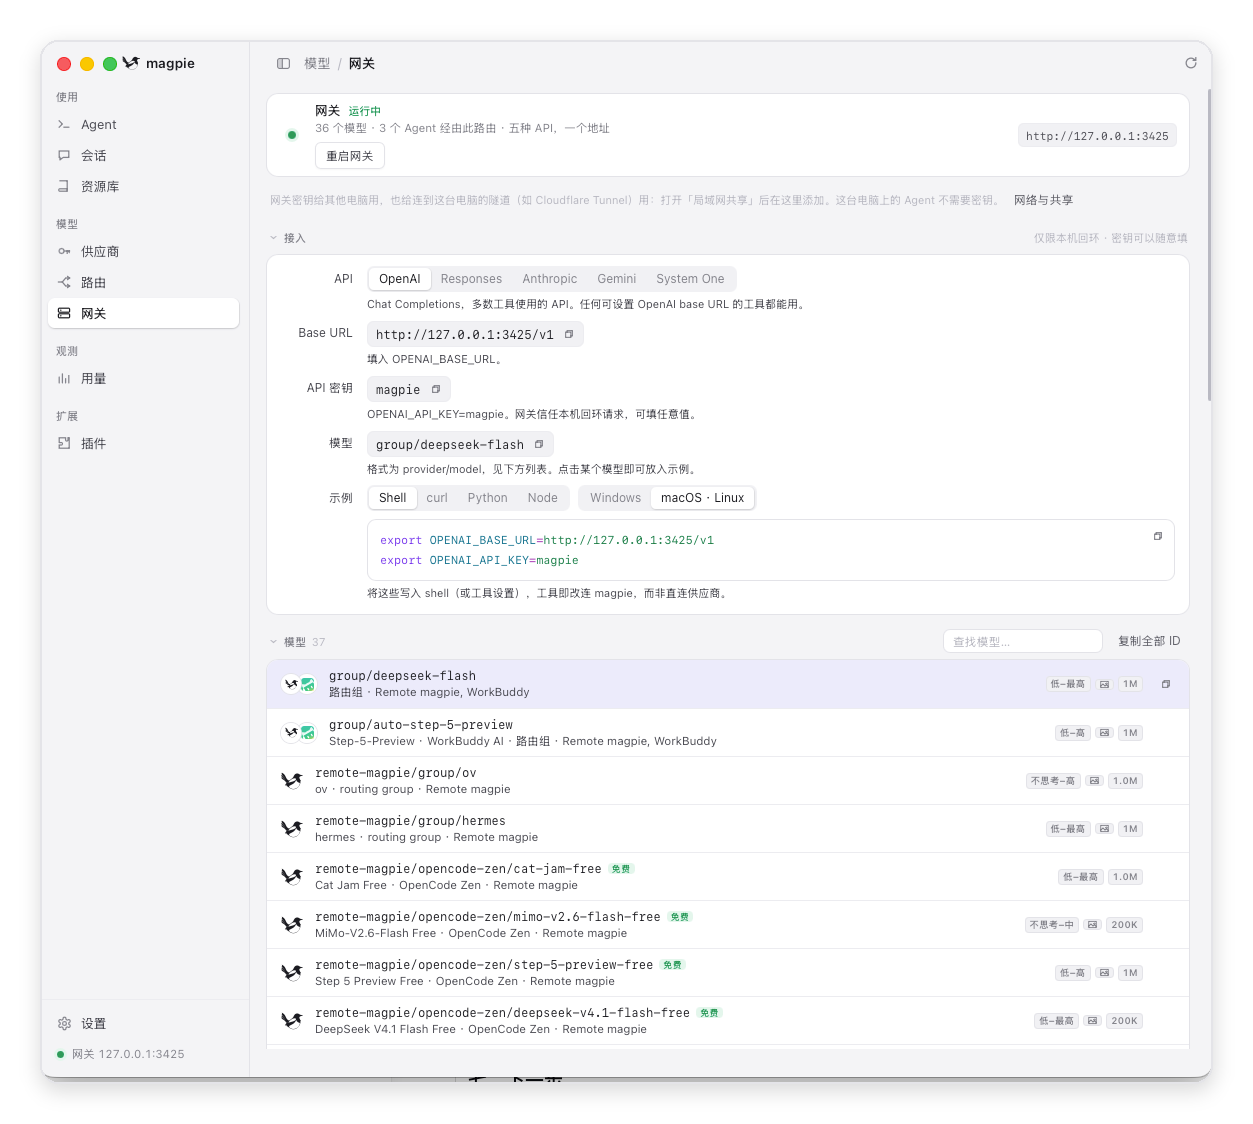 magpie
使用
Agent
会话
资源库
模型
供应商
路由
网关
观测
用量
扩展
插件
设置
网关 127.0.0.1:3425
模型 / 网关
网关 运行中
36 个模型 · 3 个 Agent 经由此路由 · 五种 API，一个地址
重启网关
http://127.0.0.1:3425
网关密钥给其他电脑用，也给连到这台电脑的隧道（如 Cloudflare Tunnel）用：打开「局域网共享」后在这里添加。这台电脑上的 Agent 不需要密钥。 网络与共享
接入
仅限本机回环 · 密钥可以随意填
API
OpenAI Responses Anthropic Gemini System One
Chat Completions，多数工具使用的 API。任何可设置 OpenAI base URL 的工具都能用。
Base URL
http://127.0.0.1:3425/v1
填入 OPENAI_BASE_URL。
API 密钥
magpie
OPENAI_API_KEY=magpie。网关信任本机回环请求，可填任意值。
模型
group/deepseek-flash
格式为 provider/model，见下方列表。点击某个模型即可放入示例。
示例
Shell curl Python Node Windows macOS · Linux
export OPENAI_BASE_URL=http://127.0.0.1:3425/v1
export OPENAI_API_KEY=magpie
将这些写入 shell（或工具设置），工具即改连 magpie，而非直连供应商。
模型 37
查找模型...
复制全部 ID
group/deepseek-flash
路由组 · Remote magpie, WorkBuddy
低–最高 1M
group/auto-step-5-preview
Step-5-Preview · WorkBuddy AI · 路由组 · Remote magpie, WorkBuddy
低–高 1M
remote-magpie/group/ov
ov · routing group · Remote magpie
不思考–高 1.0M
remote-magpie/group/hermes
hermes · routing group · Remote magpie
低–最高 1M
remote-magpie/opencode-zen/cat-jam-free 免费
Cat Jam Free · OpenCode Zen · Remote magpie
低–最高 1.0M
remote-magpie/opencode-zen/mimo-v2.6-flash-free 免费
MiMo-V2.6-Flash Free · OpenCode Zen · Remote magpie
不思考–中 200K
remote-magpie/opencode-zen/step-5-preview-free 免费
Step 5 Preview Free · OpenCode Zen · Remote magpie
低–高 1M
remote-magpie/opencode-zen/deepseek-v4.1-flash-free 免费
DeepSeek V4.1 Flash Free · OpenCode Zen · Remote magpie
低–最高 200K